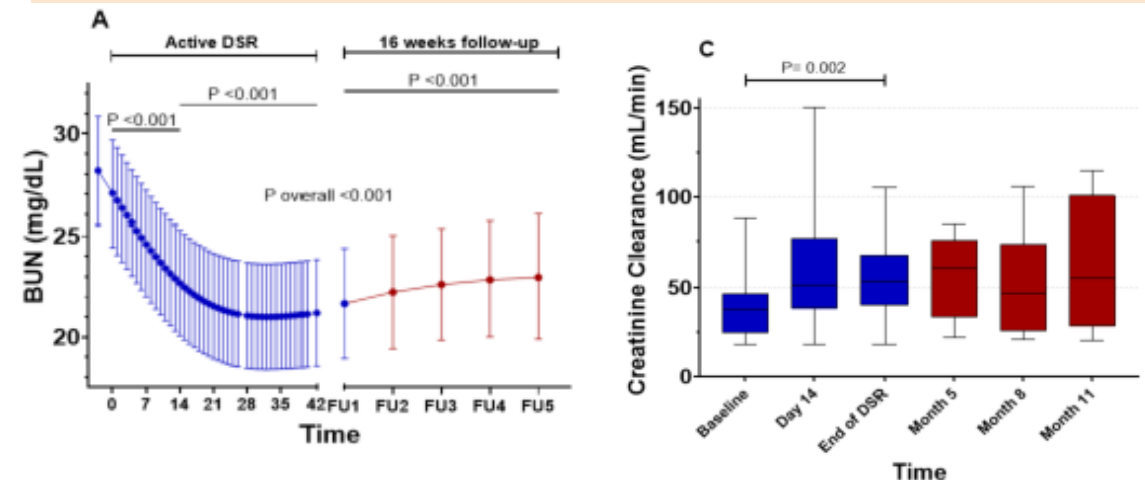 A
Active DSR
16 weeks follow-up
P <0.001
P <0.001
P <0.001
P overall <0.001
BUN (mg/dL)
30
25
20
0 7 14 21 28 35 42 FU1 FU2 FU3 FU4 FU5
Time
C
P= 0.002
Creatinine Clearance (mL/min)
150
100
50
0
Baseline
Day 14
End of DSR
Month 5
Month 8
Month 11
Time